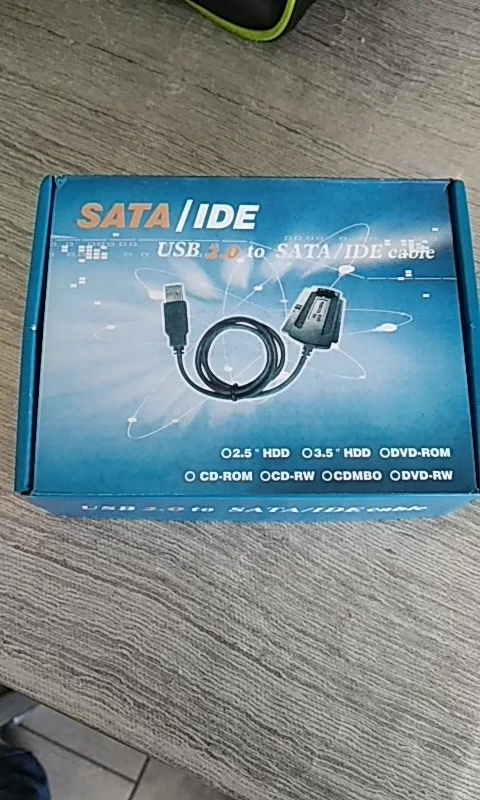 SATA/IDE
USB 2.0 to SATA/IDE cable
2.5" HDD 3.5" HDD DVD-ROM
CD-ROM CD-RW CDMBO DVD-RW
USB 2.0 to SATA/IDE cable